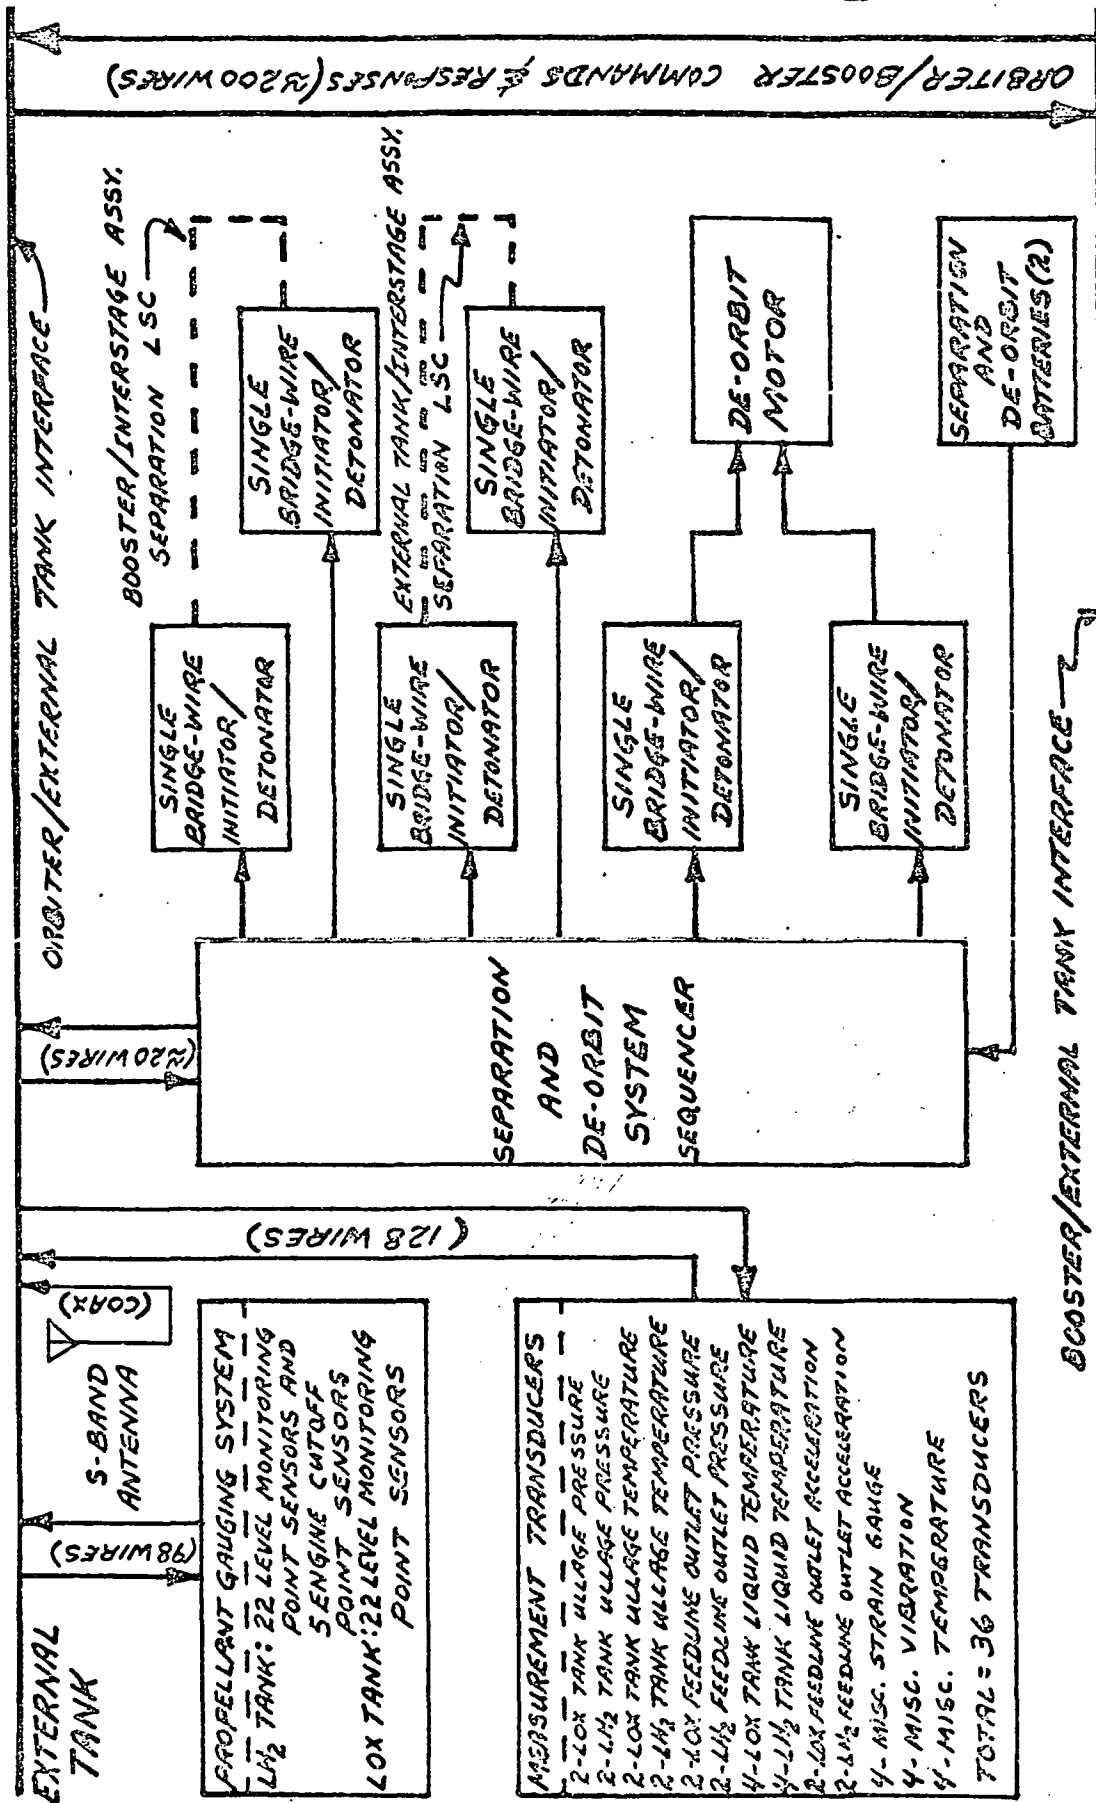 EXTERNAL
TANK
(98 WIRES)
S-BAND
ANTENNA
(COAX)
PROPELLANT GAUGING SYSTEM
LH2 TANK: 22 LEVEL MONITORING
POINT SENSORS AND
5 ENGINE CUTOFF
POINT SENSORS
LOX TANK: 22 LEVEL MONITORING
POINT SENSORS
(128 WIRES)
MEASUREMENT TRANSDUCERS
2-LOX TANK ULLAGE PRESSURE
2-LH2 TANK ULLAGE PRESSURE
2-LOX TANK ULLAGE TEMPERATURE
2-LH2 TANK ULLAGE TEMPERATURE
2-LOX FEEDLINE OUTLET PRESSURE
2-LH2 FEEDLINE OUTLET PRESSURE
4-LOX TANK LIQUID TEMPERATURE
4-LH2 TANK LIQUID TEMPERATURE
2-LOX FEEDLINE OUTLET ACCELERATION
2-LH2 FEEDLINE OUTLET ACCELERATION
4-MISC. STRAIN GAUGE
4-MISC. VIBRATION
4-MISC. TEMPERATURE
TOTAL = 36 TRANSDUCERS
(≈20 WIRES)
SEPARATION
AND
DE-ORBIT
SYSTEM
SEQUENCER
ORBITER/EXTERNAL TANK INTERFACE
SINGLE
BRIDGE-WIRE
INITIATOR/
DETONATOR
BOOSTER/INTERSTAGE ASSY.
SEPARATION LSC
SINGLE
BRIDGE-WIRE
INITIATOR/
DETONATOR
SINGLE
BRIDGE-WIRE
INITIATOR/
DETONATOR
EXTERNAL TANK/INTERSTAGE ASSY.
SEPARATION LSC
SINGLE
BRIDGE-WIRE
INITIATOR/
DETONATOR
SINGLE
BRIDGE-WIRE
INITIATOR/
DETONATOR
SINGLE
BRIDGE-WIRE
INITIATOR/
DETONATOR
DE-ORBIT
MOTOR
SEPARATION
AND
DE-ORBIT
BATTERIES(2)
ORBITER/BOOSTER COMMANDS & RESPONSES (≈200 WIRES)
BOOSTER/EXTERNAL TANK INTERFACE